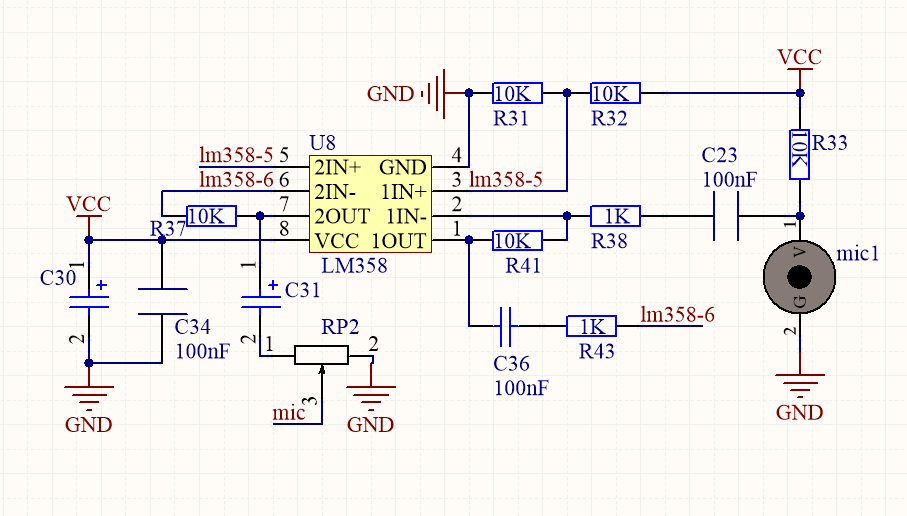 VCC
GND
10K
10K
R31
R32
U8
lm358-5
5
2IN+
GND
4
lm358-6
6
2IN-
1IN+
3
lm358-5
C23
100nF
10K
R33
VCC
R37
10K
7
2OUT
1IN-
2
1K
R38
8
VCC
1OUT
1
10K
R41
LM358
1
V
mic1
G
2
GND
C30
1
+
2
C34
100nF
GND
1
+
C31
2
RP2
1
2
3
mic
GND
C36
100nF
1K
R43
lm358-6